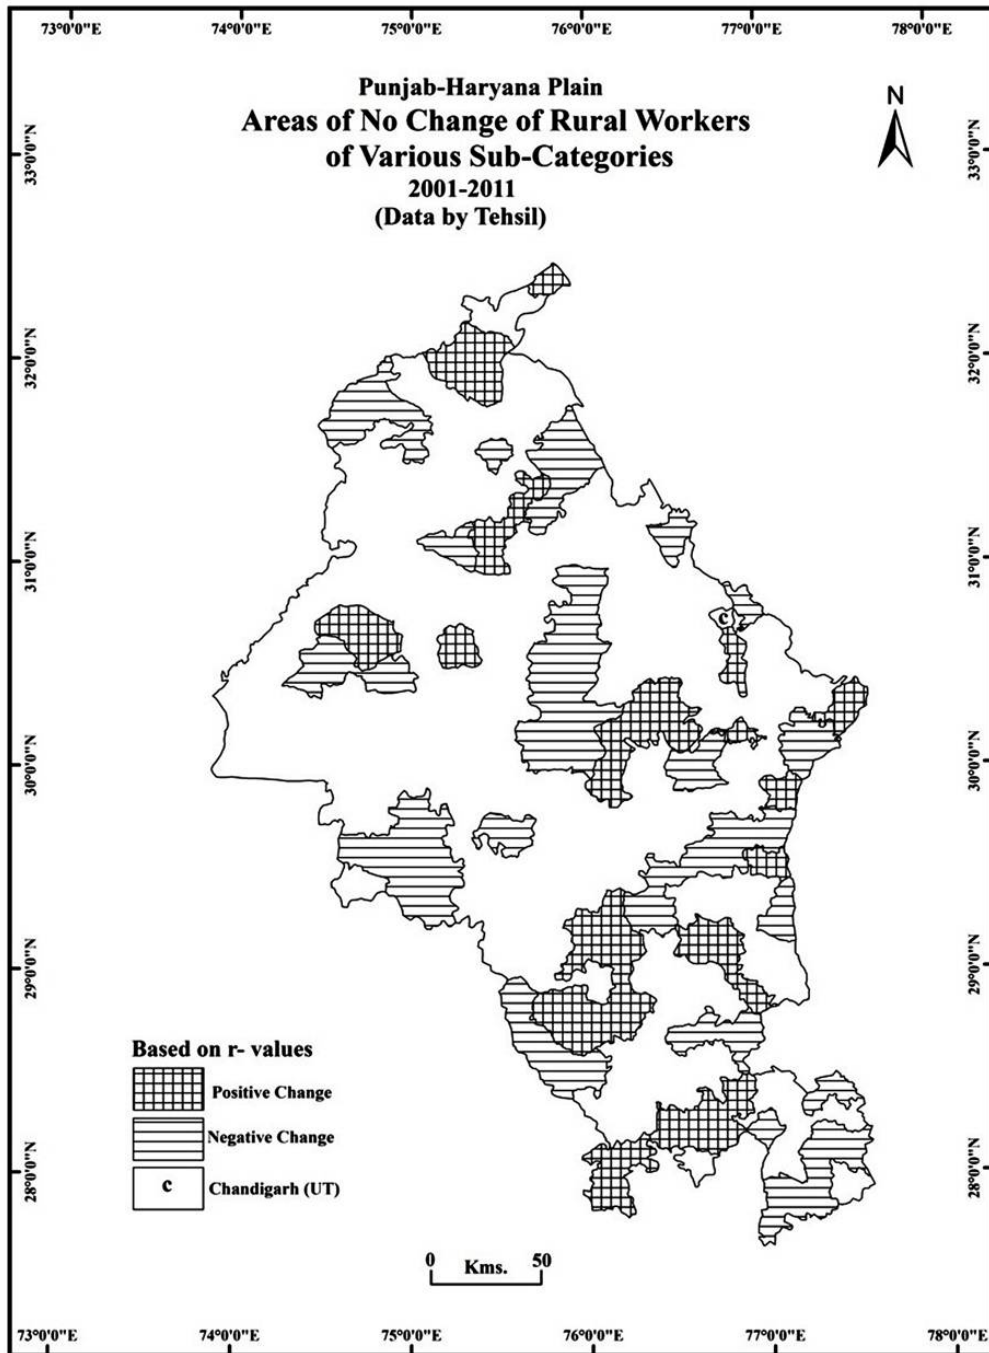 73°0'0"E 74°0'0"E 75°0'0"E 76°0'0"E 77°0'0"E 78°0'0"E
Punjab-Haryana Plain
Areas of No Change of Rural Workers
of Various Sub-Categories
2001-2011
(Data by Tehsil)
N
33°0'0"N 33°0'0"N
32°0'0"N 32°0'0"N
31°0'0"N 31°0'0"N
C
30°0'0"N 30°0'0"N
29°0'0"N 29°0'0"N
Based on r- values
Positive Change
Negative Change
C Chandigarh (UT)
28°0'0"N 28°0'0"N
0 Kms. 50
73°0'0"E 74°0'0"E 75°0'0"E 76°0'0"E 77°0'0"E 78°0'0"E